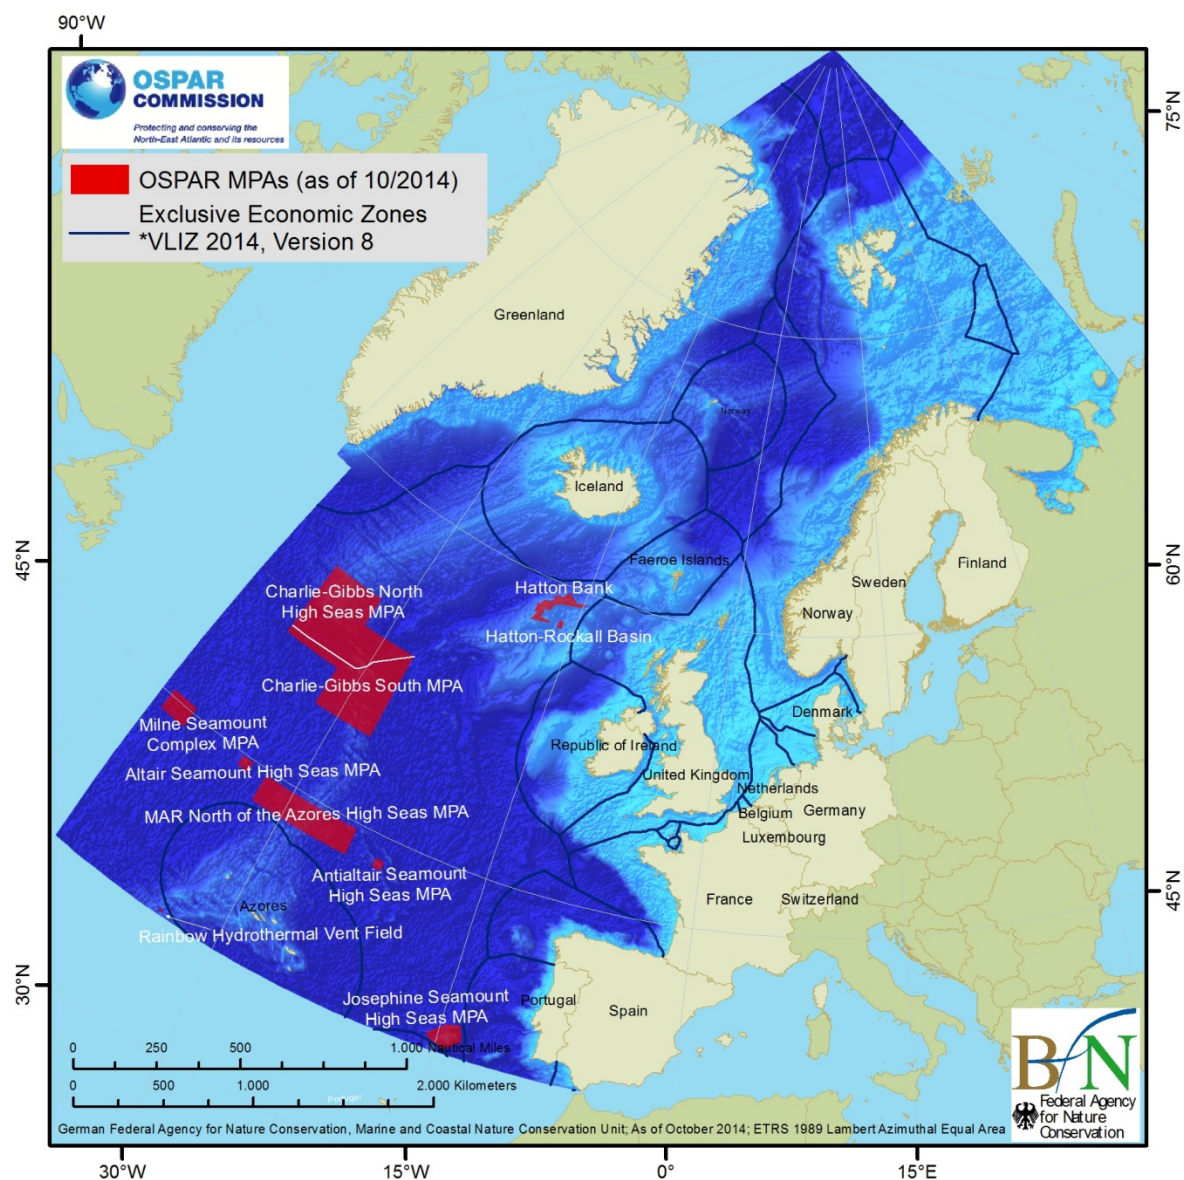 90°W
OSPAR
COMMISSION
Protecting and conserving the
North-East Atlantic and its resources
75°N
OSPAR MPAs (as of 10/2014)
Exclusive Economic Zones
*VLIZ 2014, Version 8
Greenland
Norway
Iceland
45°N
60°N
Faeroe Islands
Finland
Sweden
Norway
Charlie-Gibbs North
High Seas MPA
Hatton Bank
Hatton-Rockall Basin
Charlie-Gibbs South MPA
Denmark
Milne Seamount
Complex MPA
Republic of Ireland
Altair Seamount High Seas MPA
United Kingdom
Netherlands
MAR North of the Azores High Seas MPA
Belgium
Germany
Luxembourg
Antialtair Seamount
High Seas MPA
France
Switzerland
45°N
Azores
Rainbow Hydrothermal Vent Field
30°N
Josephine Seamount
High Seas MPA
Portugal
Spain
0 250 500 1.000 Nautical Miles
0 500 1.000 2.000 Kilometers
Portugal
BfN
Federal Agency
for Nature
Conservation
German Federal Agency for Nature Conservation, Marine and Coastal Nature Conservation Unit; As of October 2014; ETRS 1989 Lambert Azimuthal Equal Area
30°W
15°W
0°
15°E